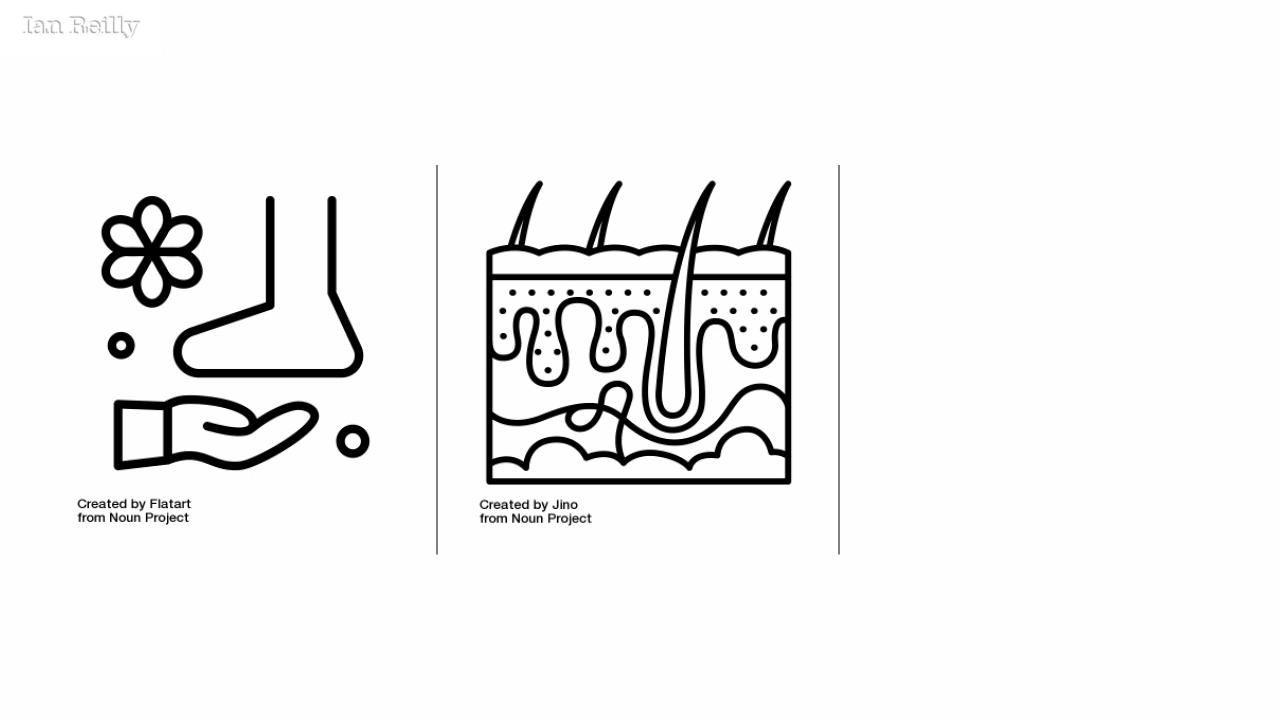 Ian Reilly
Created by Flatart
from Noun Project
Created by Jino
from Noun Project